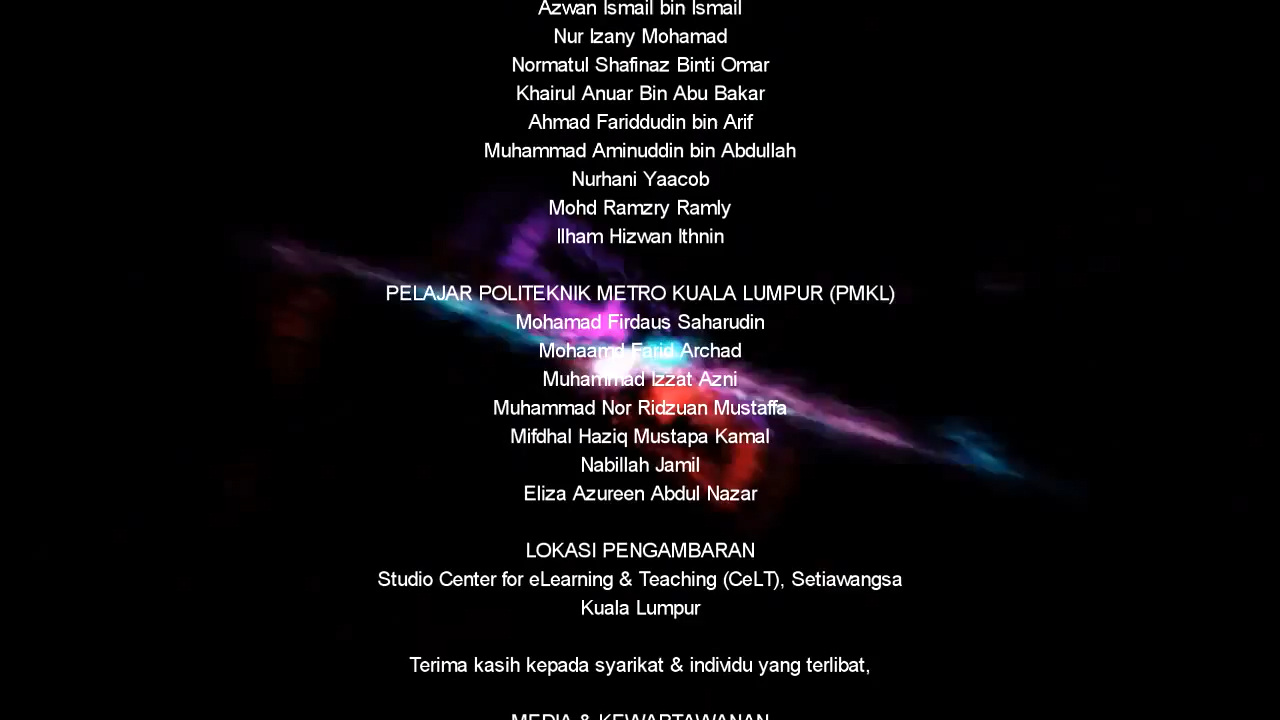 Azwan Ismail bin Ismail
Nur Izany Mohamad
Normatul Shafinaz Binti Omar
Khairul Anuar Bin Abu Bakar
Ahmad Fariddudin bin Arif
Muhammad Aminuddin bin Abdullah
Nurhani Yaacob
Mohd Ramzry Ramly
Ilham Hizwan Ithnin
PELAJAR POLITEKNIK METRO KUALA LUMPUR (PMKL)
Mohamad Firdaus Saharudin
Mohaamd Farid Archad
Muhammad Izzat Azni
Muhammad Nor Ridzuan Mustaffa
Mifdhal Haziq Mustapa Kamal
Nabillah Jamil
Eliza Azureen Abdul Nazar
LOKASI PENGAMBARAN
Studio Center for eLearning & Teaching (CeLT), Setiawangsa
Kuala Lumpur
Terima kasih kepada syarikat & individu yang terlibat,
MEDIA & KEWARTAWANAN